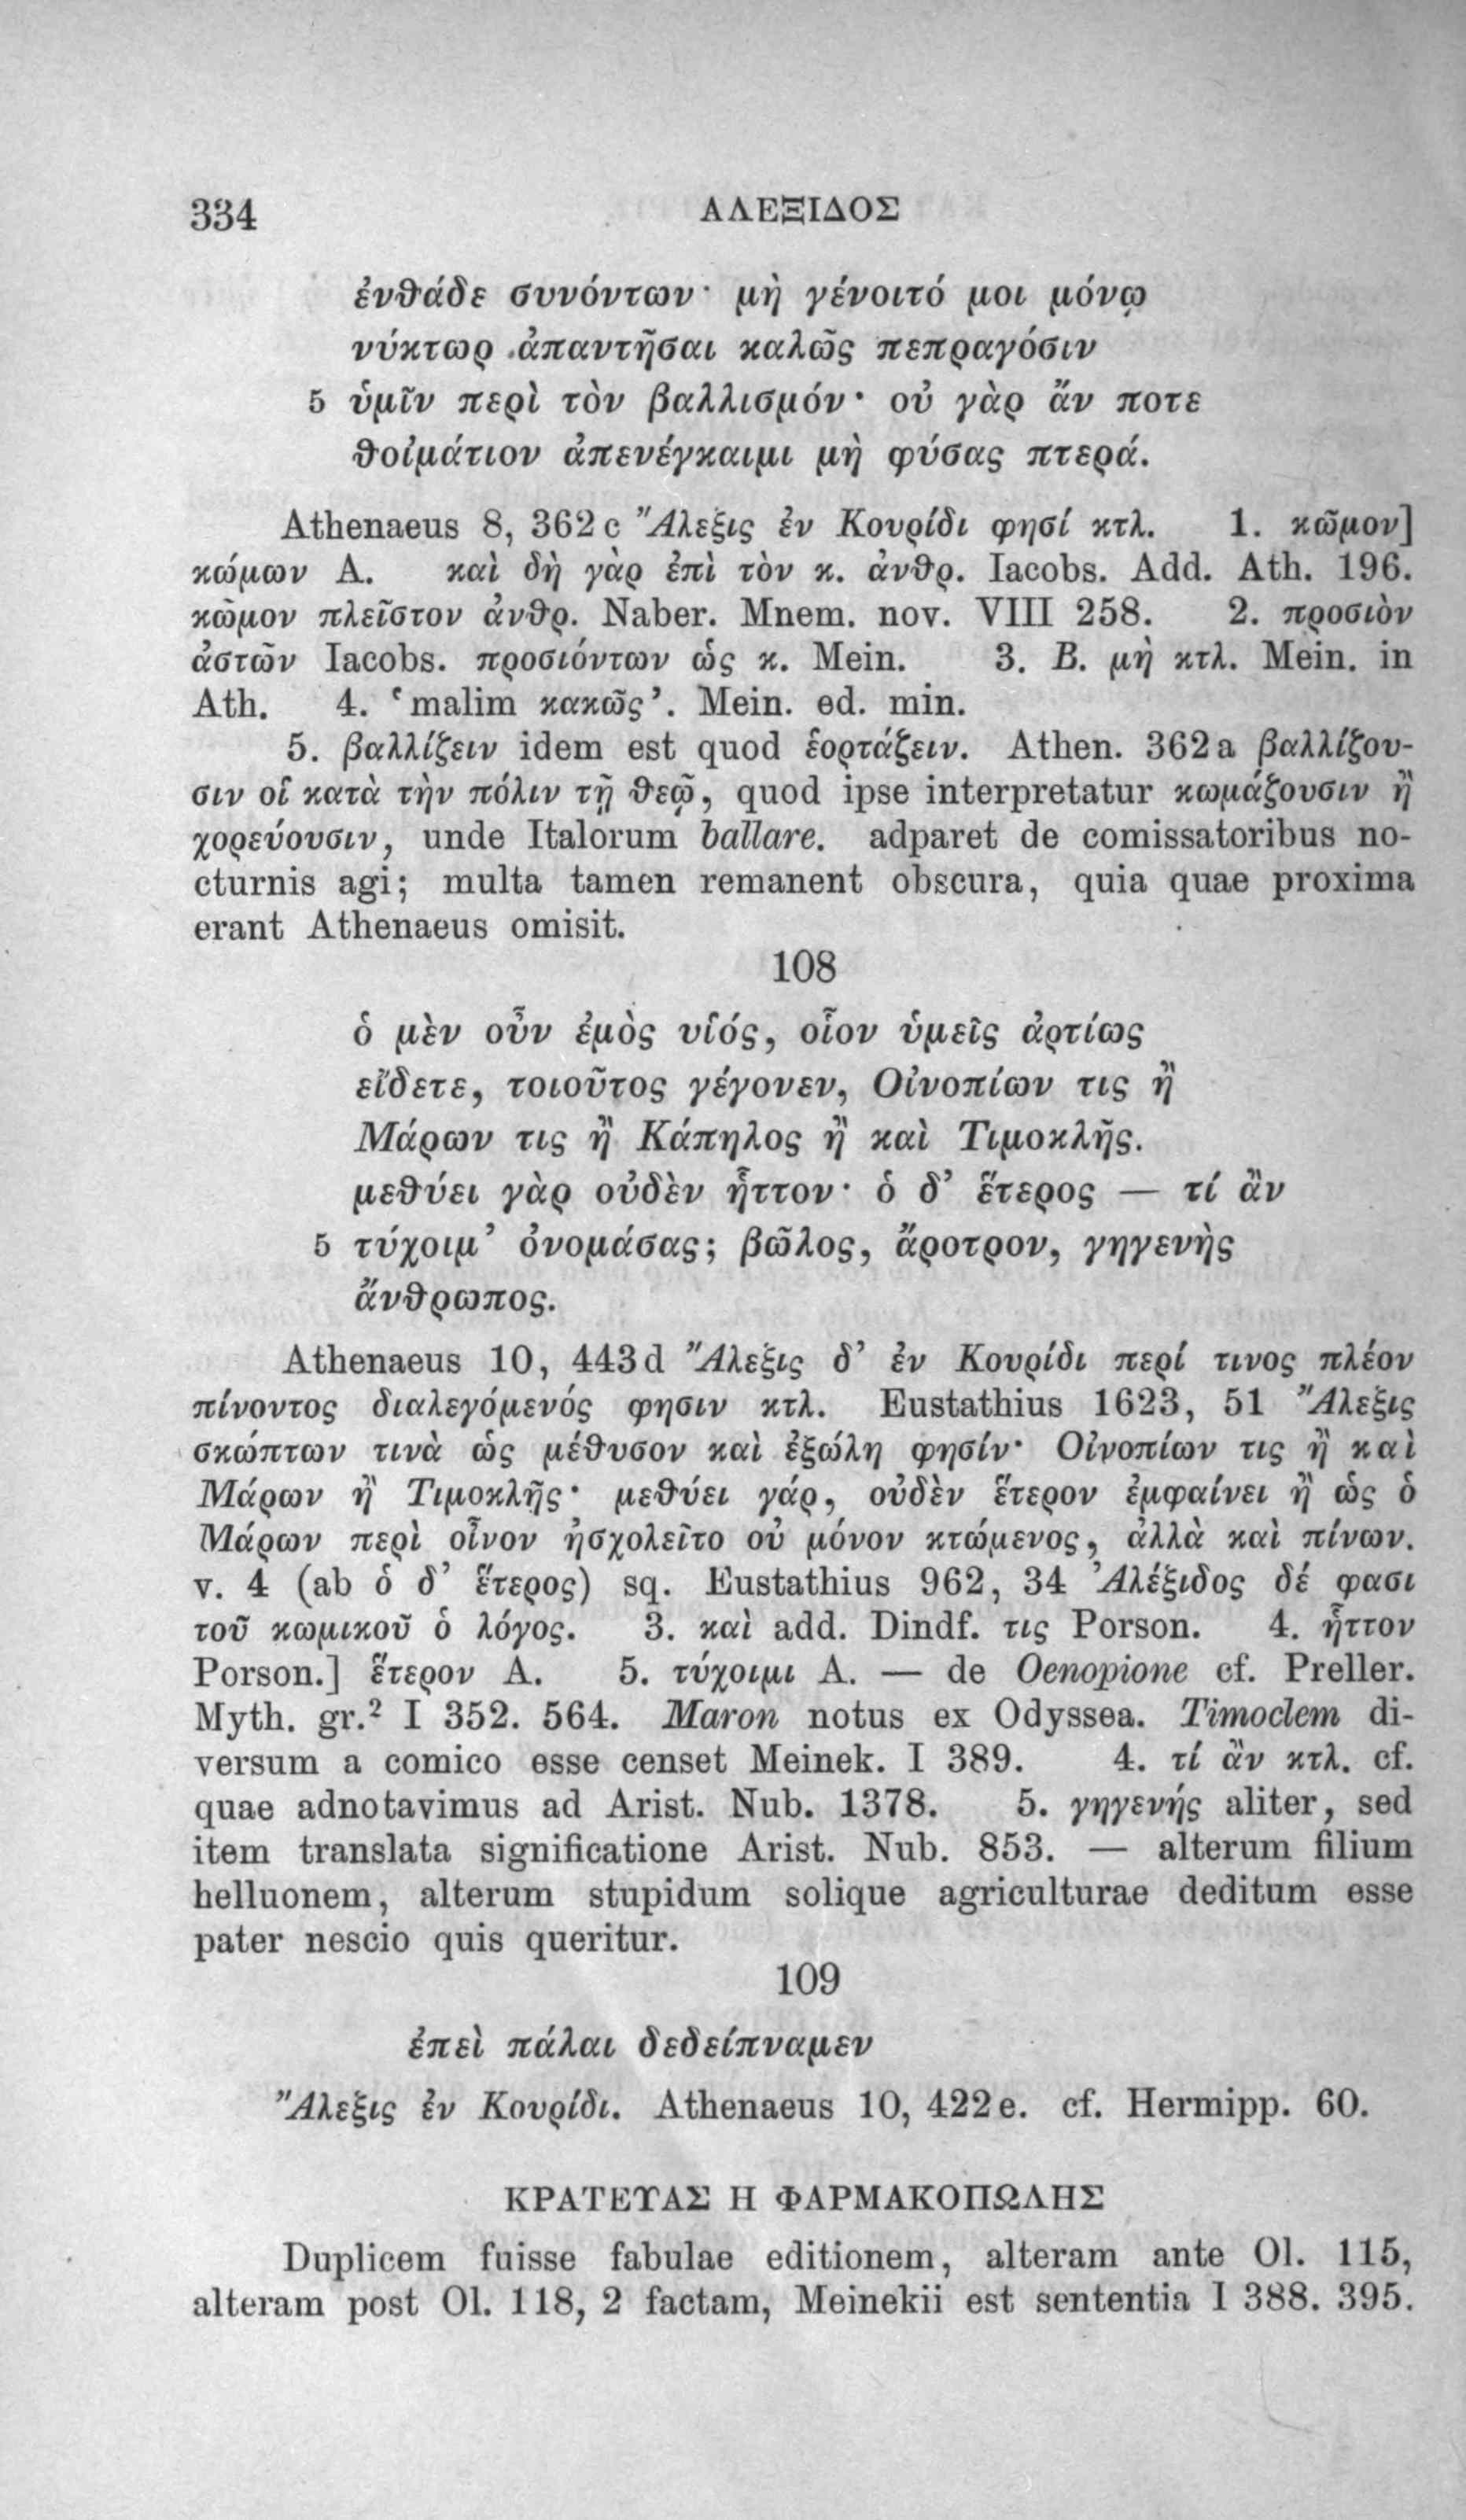 334 ΑΛΕΞΙΔΟΣ
ἐνθάδε συνόντων· μὴ γένοιτό μοι μόνῳ
νύκτωρ ἀπαντῆσαι καλῶς πεπραγόσιν
5 ὑμῖν περὶ τὸν βαλλισμόν· οὐ γὰρ ἄν ποτε
θοἰμάτιον ἀπενέγκαιμι μὴ φύσας πτερά.
Athenaeus 8, 362 c Ἄλεξις ἐν Κουρίδι φησί κτλ. 1. κῶμον]
κώμων A. καὶ δὴ γὰρ ἐπὶ τὸν κ. ἀνθρ. Iacobs. Add. Ath. 196.
κῶμον πλεῖστον ἀνθρ. Naber. Mnem. nov. VIII 258. 2. προσιὸν
ἀστῶν Iacobs. προσιόντων ὡς κ. Mein. 3. B. μὴ κτλ. Mein. in
Ath. 4. ‘malim κακῶς’. Mein. ed. min.
5. βαλλίζειν idem est quod ἑορτάζειν. Athen. 362 a βαλλίζου-
σιν οἱ κατὰ τὴν πόλιν τῇ θεῷ, quod ipse interpretatur κωμάζουσιν ἢ
χορεύουσιν, unde Italorum ballare. adparet de comissatoribus no-
cturnis agi; multa tamen remanent obscura, quia quae proxima
erant Athenaeus omisit.
108
ὁ μὲν οὖν ἐμὸς υἱός, οἷον ὑμεῖς ἀρτίως
εἴδετε, τοιοῦτος γέγονεν, Οἰνοπίων τις ἢ
Μάρων τις ἢ Κάπηλος ἢ καὶ Τιμοκλῆς.
μεθύει γὰρ οὐδὲν ἧττον· ὁ δ’ ἕτερος — τί ἂν
5 τύχοιμ’ ὀνομάσας; βῶλος, ἄροτρον, γηγενὴς
ἄνθρωπος.
Athenaeus 10, 443 d Ἄλεξις δ’ ἐν Κουρίδι περί τινος πλέον
πίνοντος διαλεγόμενός φησιν κτλ. Eustathius 1623, 51 Ἄλεξις
σκώπτων τινὰ ὡς μέθυσον καὶ ἐξώλη φησίν· Οἰνοπίων τις ἢ καὶ
Μάρων ἢ Τιμοκλῆς· μεθύει γάρ, οὐδὲν ἕτερον ἐμφαίνει ἢ ὡς ὁ
Μάρων περὶ οἶνον ἠσχολεῖτο οὐ μόνον κτώμενος, ἀλλὰ καὶ πίνων.
v. 4 (ab ὁ δ’ ἕτερος) sq. Eustathius 962, 34 Ἀλέξιδος δέ φασι
τοῦ κωμικοῦ ὁ λόγος. 3. καὶ add. Dindf. τις Porson. 4. ἧττον
Porson.] ἕτερον A. 5. τύχοιμι A. — de Oenopione cf. Preller.
Myth. gr.² I 352. 564. Maron notus ex Odyssea. Timoclem di-
versum a comico esse censet Meinek. I 389. 4. τί ἂν κτλ. cf.
quae adnotavimus ad Arist. Nub. 1378. 5. γηγενής aliter, sed
item translata significatione Arist. Nub. 853. — alterum filium
helluonem, alterum stupidum solique agriculturae deditum esse
pater nescio quis queritur.
109
ἐπεὶ πάλαι δεδείπναμεν
Ἄλεξις ἐν Κουρίδι. Athenaeus 10, 422 e. cf. Hermipp. 60.
ΚΡΑΤΕΥΑΣ Η ΦΑΡΜΑΚΟΠΩΛΗΣ
Duplicem fuisse fabulae editionem, alteram ante Ol. 115,
alteram post Ol. 118, 2 factam, Meinekii est sententia I 388. 395.